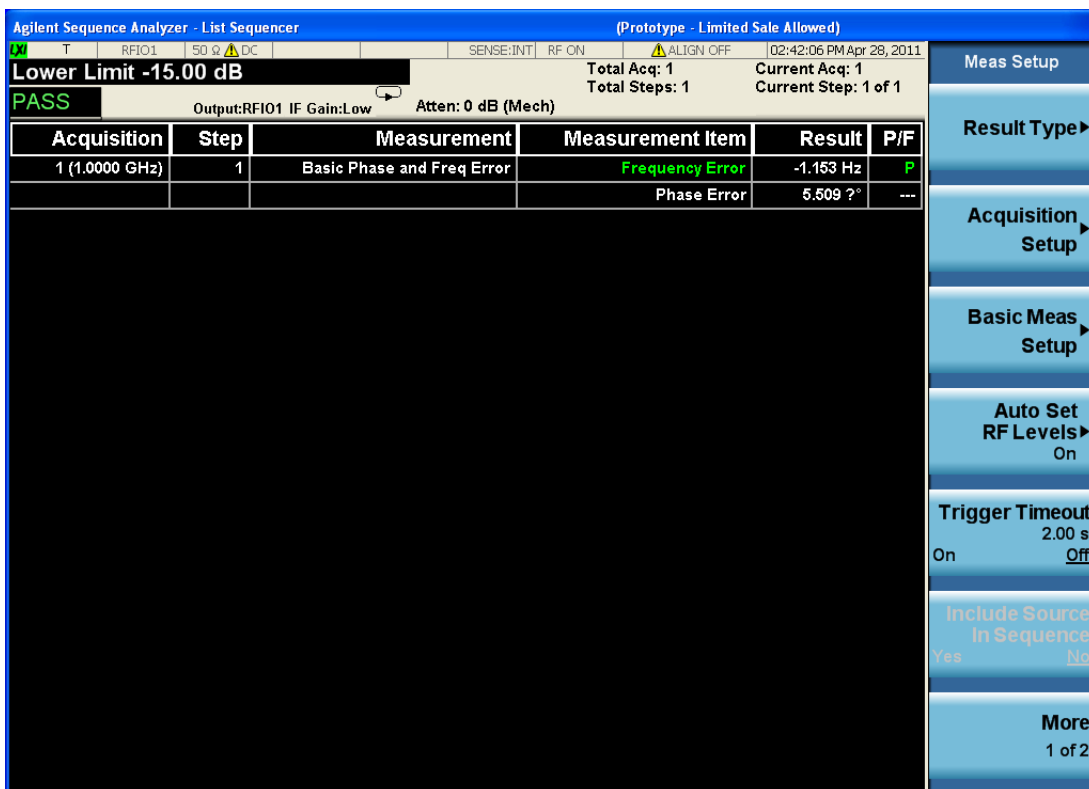 Agilent Sequence Analyzer - List Sequencer (Prototype - Limited Sale Allowed)
LXI T RFIO1 50 Ω ⚠ DC SENSE:INT RF ON ⚠ ALIGN OFF 02:42:06 PM Apr 28, 2011
Lower Limit -15.00 dB
Total Acq: 1 Current Acq: 1
Total Steps: 1 Current Step: 1 of 1
PASS
Output:RFIO1 IF Gain:Low Atten: 0 dB (Mech)
Acquisition Step Measurement Measurement Item Result P/F
1 (1.0000 GHz) 1 Basic Phase and Freq Error Frequency Error -1.153 Hz P
Phase Error 5.509 ?° ---
Meas Setup
Result Type
Acquisition
Setup
Basic Meas
Setup
Auto Set
RF Levels
On
Trigger Timeout
2.00 s
On Off
Include Source
In Sequence
Yes No
More
1 of 2